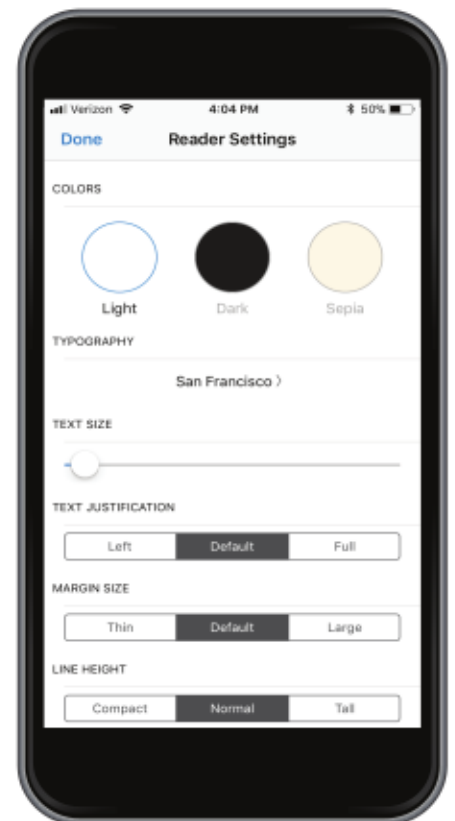 Verizon 4:04 PM 50%
Done Reader Settings
COLORS
Light Dark Sepia
TYPOGRAPHY
San Francisco 〉
TEXT SIZE
TEXT JUSTIFICATION
Left Default Full
MARGIN SIZE
Thin Default Large
LINE HEIGHT
Compact Normal Tall